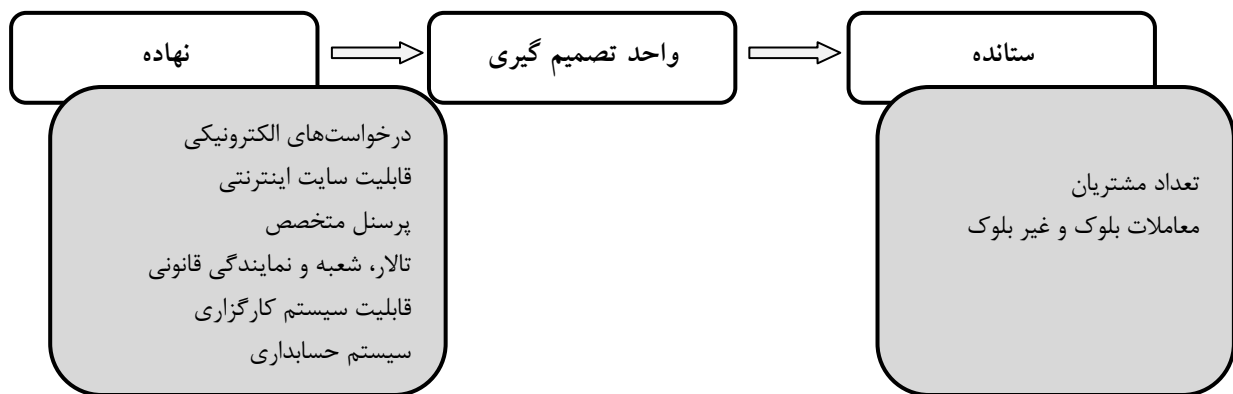 نهاده
واحد تصمیم گیری
ستانده
درخواست‌های الکترونیکی
قابلیت سایت اینترنتی
پرسنل متخصص
تالار، شعبه و نمایندگی قانونی
قابلیت سیستم کارگزاری
سیستم حسابداری
تعداد مشتریان
معاملات بلوک و غیر بلوک